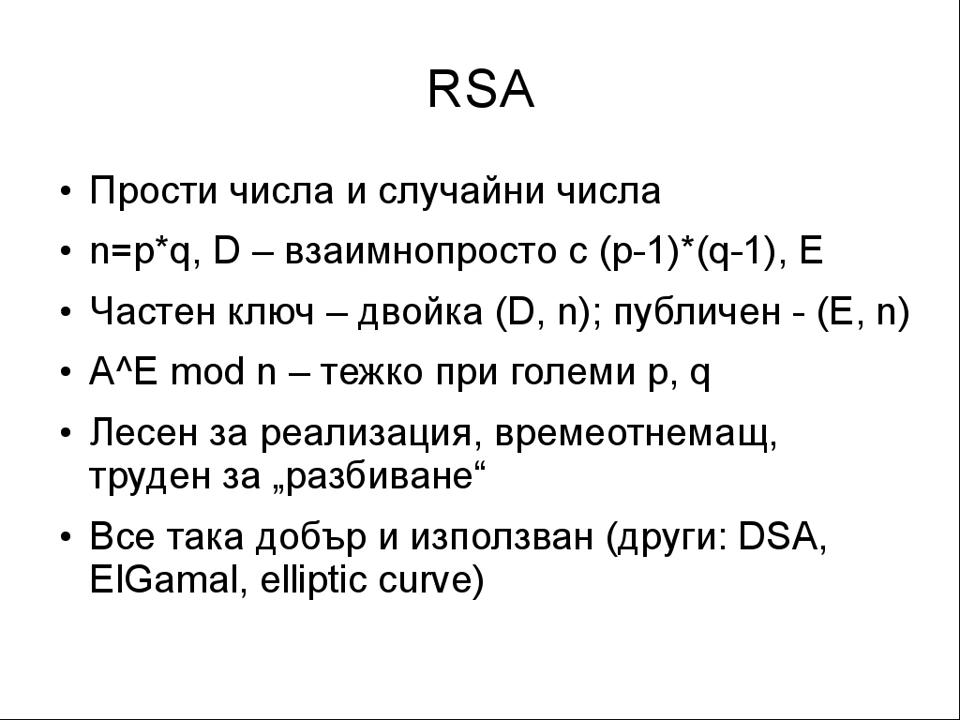 RSA
• Прости числа и случайни числа
• n=p*q, D – взаимнопросто с (p-1)*(q-1), E
• Частен ключ – двойка (D, n); публичен - (E, n)
• A^E mod n – тежко при големи p, q
• Лесен за реализация, времеотнемащ,
труден за „разбиване“
• Все така добър и използван (други: DSA,
ElGamal, elliptic curve)